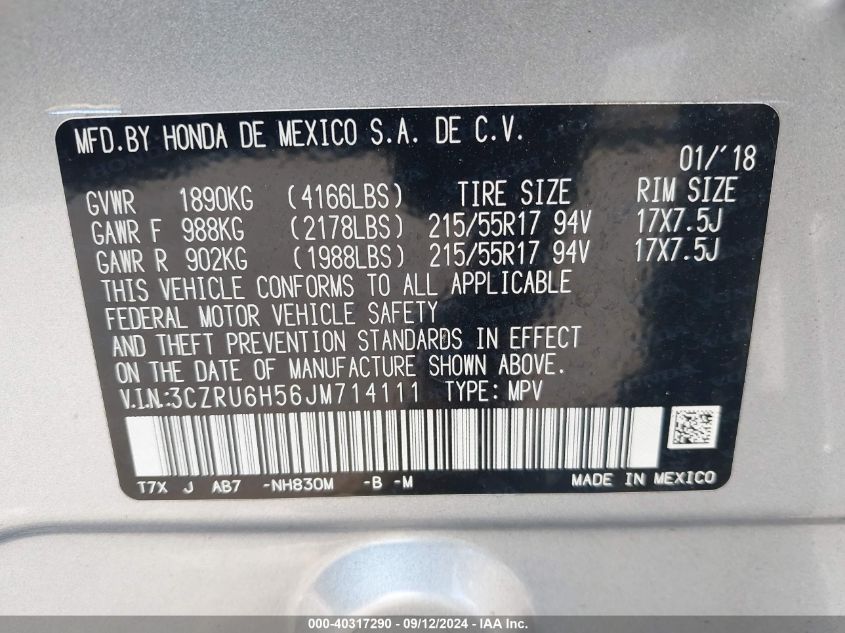 MFD.BY HONDA DE MEXICO S.A. DE C.V.
01/'18
GVWR 1890KG (4166LBS) TIRE SIZE RIM SIZE
GAWR F 988KG (2178LBS) 215/55R17 94V 17X7.5J
GAWR R 902KG (1988LBS) 215/55R17 94V 17X7.5J
THIS VEHICLE CONFORMS TO ALL APPLICABLE
FEDERAL MOTOR VEHICLE SAFETY
AND THEFT PREVENTION STANDARDS IN EFFECT
ON THE DATE OF MANUFACTURE SHOWN ABOVE.
V.I.N.:3CZRU6H56JM714111 TYPE: MPV
T7X J AB7 -NH830M -B -M MADE IN MEXICO
000-40317290 - 09/12/2024 - IAA Inc.